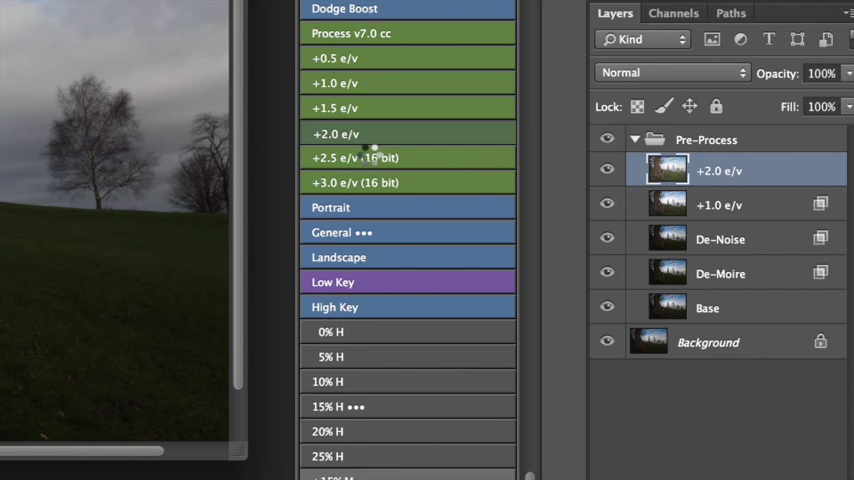 Dodge Boost
Process v7.0 cc
+0.5 e/v
+1.0 e/v
+1.5 e/v
+2.0 e/v
+2.5 e/v (16 bit)
+3.0 e/v (16 bit)
Portrait
General •••
Landscape
Low Key
High Key
0% H
5% H
10% H
15% H •••
20% H
25% H
+15% M
Layers Channels Paths
Kind
Normal Opacity: 100%
Lock: Fill: 100%
Pre-Process
+2.0 e/v
+1.0 e/v
De-Noise
De-Moire
Base
Background